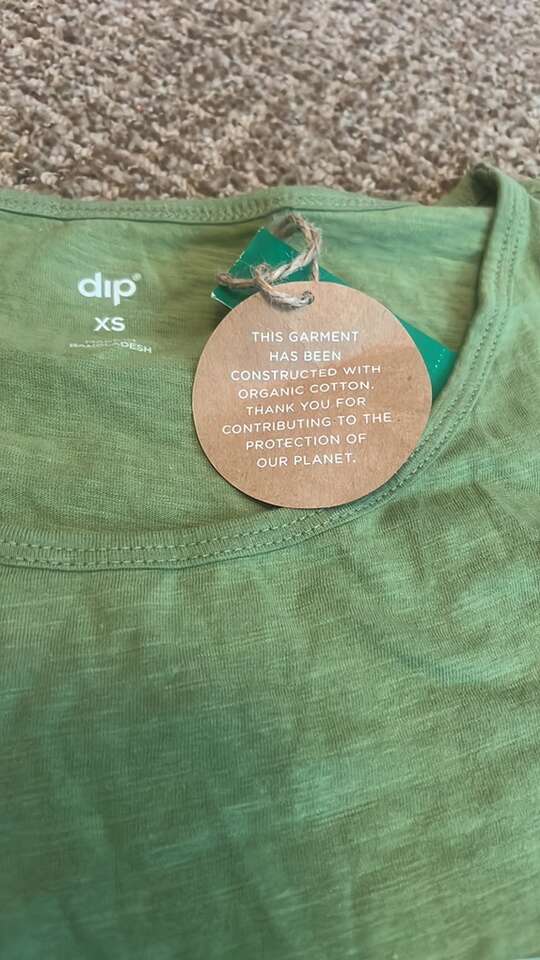 dip®
XS
BANGLADESH
THIS GARMENT
HAS BEEN
CONSTRUCTED WITH
ORGANIC COTTON.
THANK YOU FOR
CONTRIBUTING TO THE
PROTECTION OF
OUR PLANET.